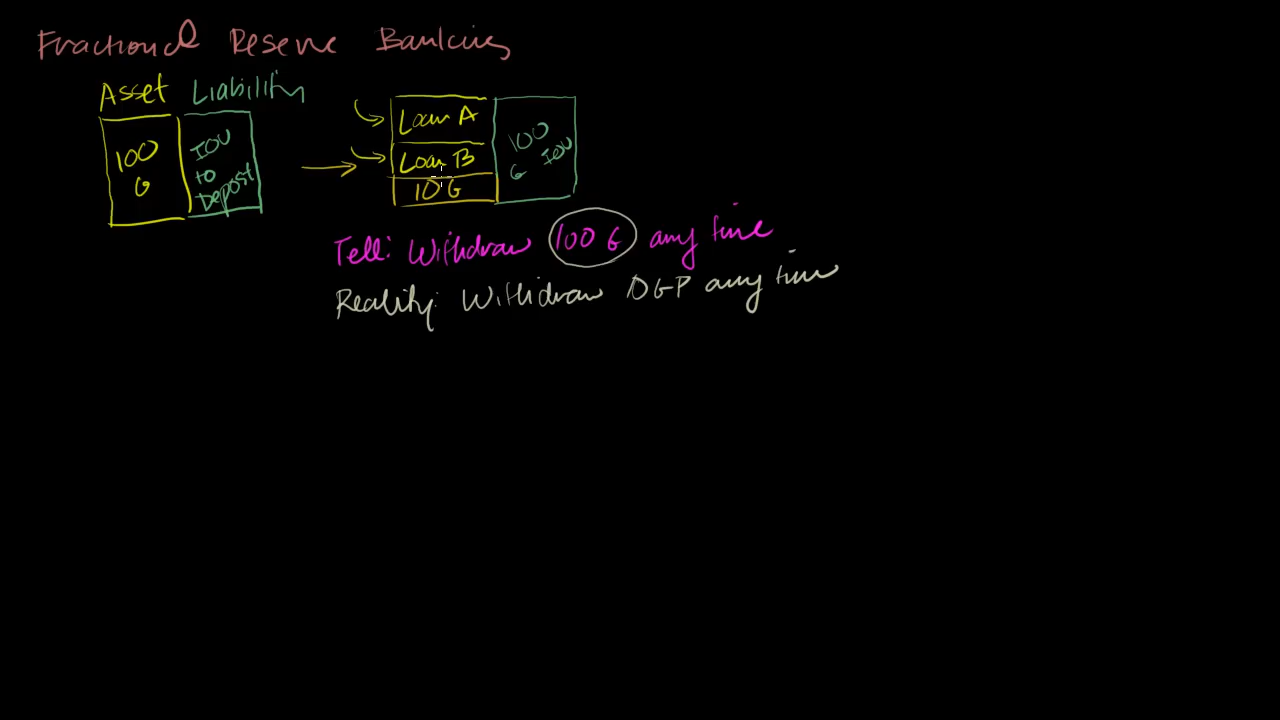 Fractional Reserve Banking
Asset Liability
100 G
IOU to Deposit
Loan A
Loan B
10 G
100 G IOU
Tell: Withdraw 100 G any time
Reality: Withdraw 10 GP any time